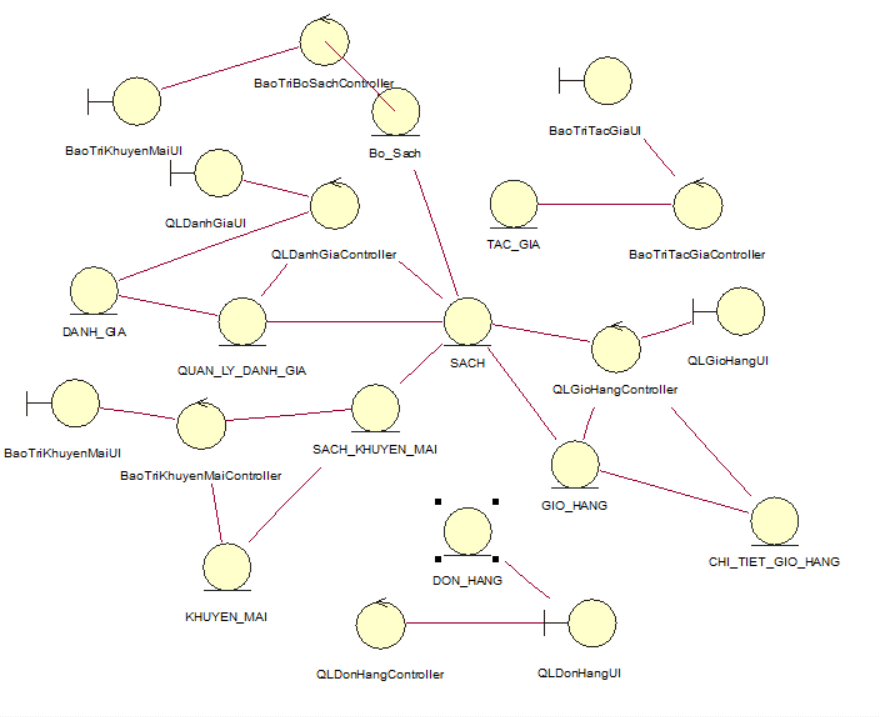 BaoTriBoSachController
BaoTriKhuyenMaiUI
Bo_Sach
BaoTriTacGiaUI
QLDanhGiaUI
QLDanhGiaController
TAC_GIA
BaoTriTacGiaController
DANH_GIA
QUAN_LY_DANH_GIA
SACH
QLGioHangUI
QLGioHangController
BaoTriKhuyenMaiUI
BaoTriKhuyenMaiController
SACH_KHUYEN_MAI
GIO_HANG
CHI_TIET_GIO_HANG
DON_HANG
KHUYEN_MAI
QLDonHangController
QLDonHangUI